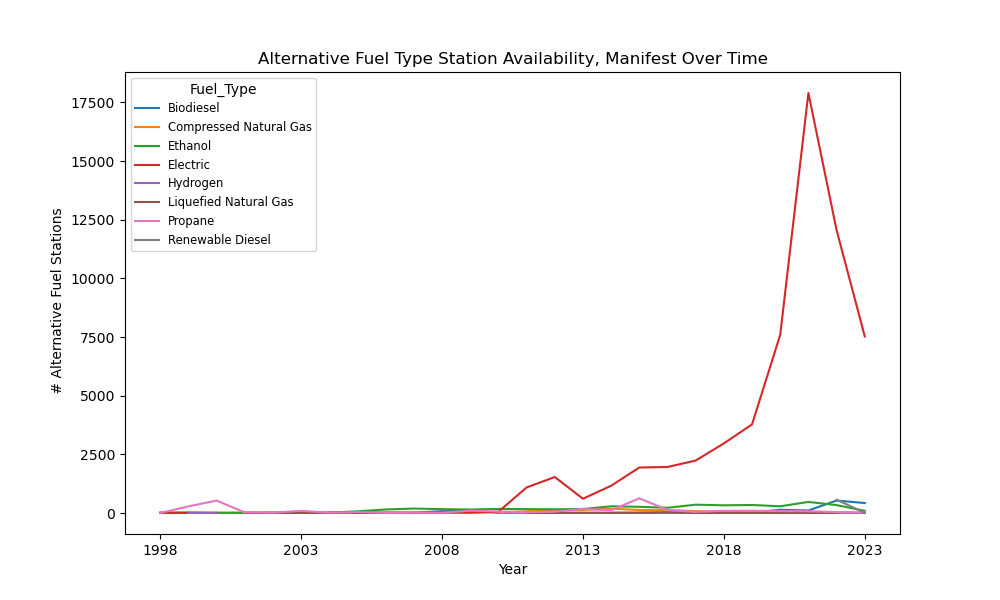 Alternative Fuel Type Station Availability, Manifest Over Time
Fuel_Type
Biodiesel
Compressed Natural Gas
Ethanol
Electric
Hydrogen
Liquefied Natural Gas
Propane
Renewable Diesel
# Alternative Fuel Stations
17500
15000
12500
10000
7500
5000
2500
0
1998
2003
2008
2013
2018
2023
Year